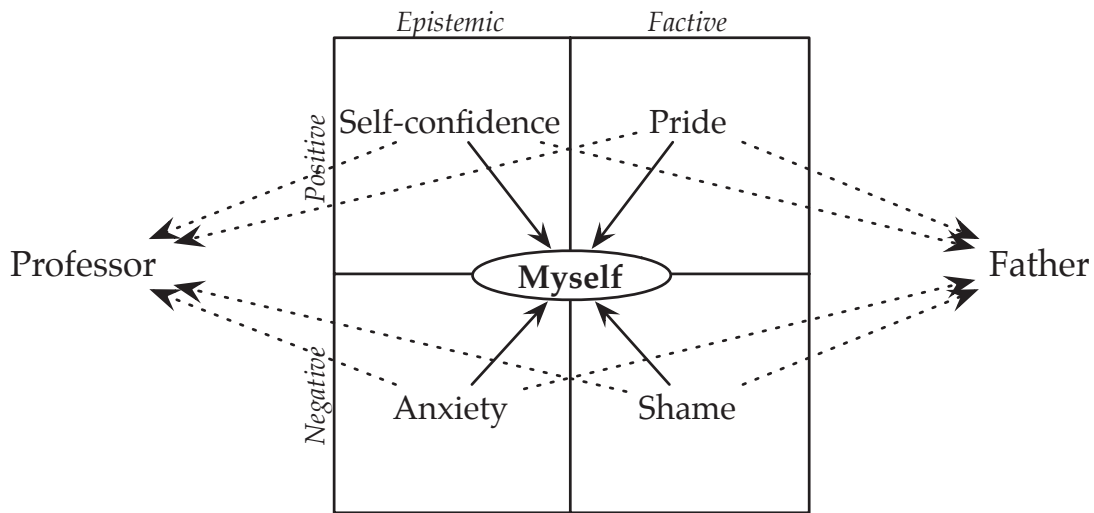 Epistemic Factive
Positive
Self-confidence Pride
Professor
Myself
Father
Negative
Anxiety Shame